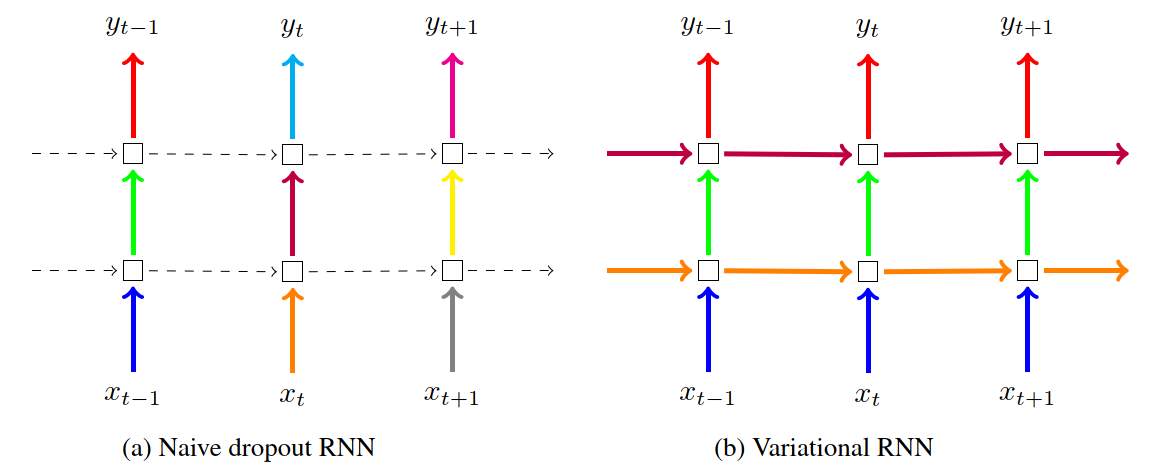 y_{t−1} y_t y_{t+1} y_{t−1} y_t y_{t+1}
x_{t−1} x_t x_{t+1} x_{t−1} x_t x_{t+1}
(a) Naive dropout RNN (b) Variational RNN